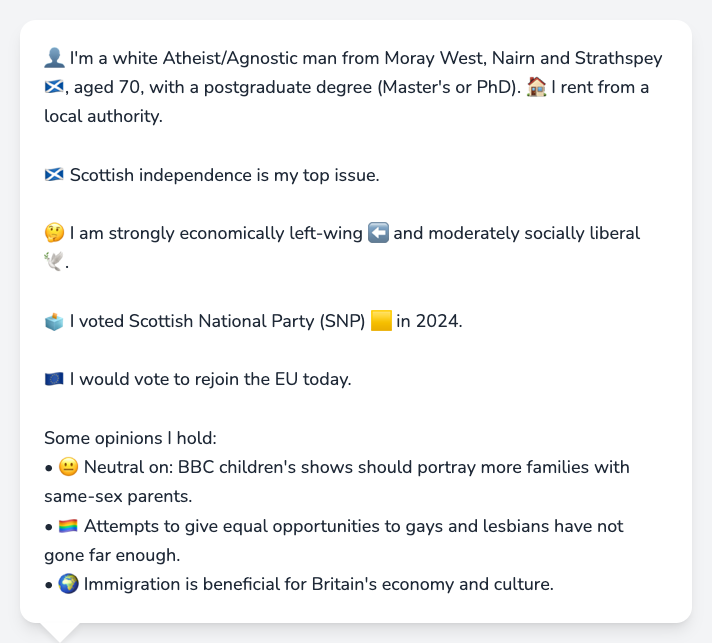 👤 I'm a white Atheist/Agnostic man from Moray West, Nairn and Strathspey
🏴󠁧󠁢󠁳󠁣󠁴󠁿, aged 70, with a postgraduate degree (Master's or PhD). 🏠 I rent from a
local authority.
🏴󠁧󠁢󠁳󠁣󠁴󠁿 Scottish independence is my top issue.
🤔 I am strongly economically left-wing ⬅️ and moderately socially liberal
🕊️.
🗳️ I voted Scottish National Party (SNP) 🟨 in 2024.
🇪🇺 I would vote to rejoin the EU today.
Some opinions I hold:
• 😐 Neutral on: BBC children's shows should portray more families with
same-sex parents.
• 🏳️‍🌈 Attempts to give equal opportunities to gays and lesbians have not
gone far enough.
• 🌍 Immigration is beneficial for Britain's economy and culture.